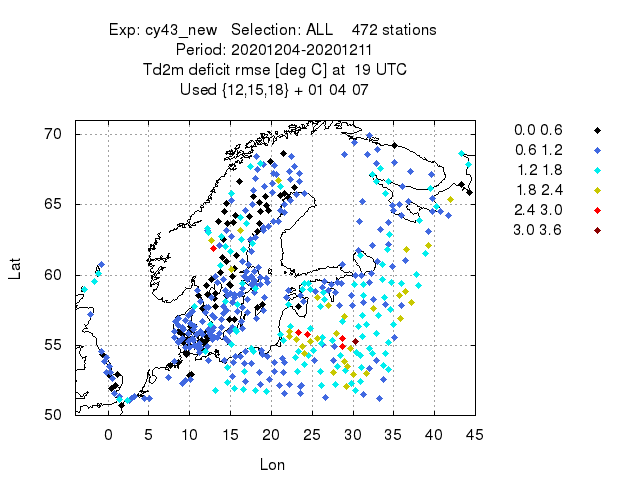 Exp: cy43_new   Selection: ALL    472 stations
Period: 20201204-20201211
Td2m deficit rmse [deg C] at  19 UTC
Used {12,15,18} + 01 04 07
70
65
60
55
50
Lat
0 5 10 15 20 25 30 35 40 45
Lon
0.0 0.6
0.6 1.2
1.2 1.8
1.8 2.4
2.4 3.0
3.0 3.6